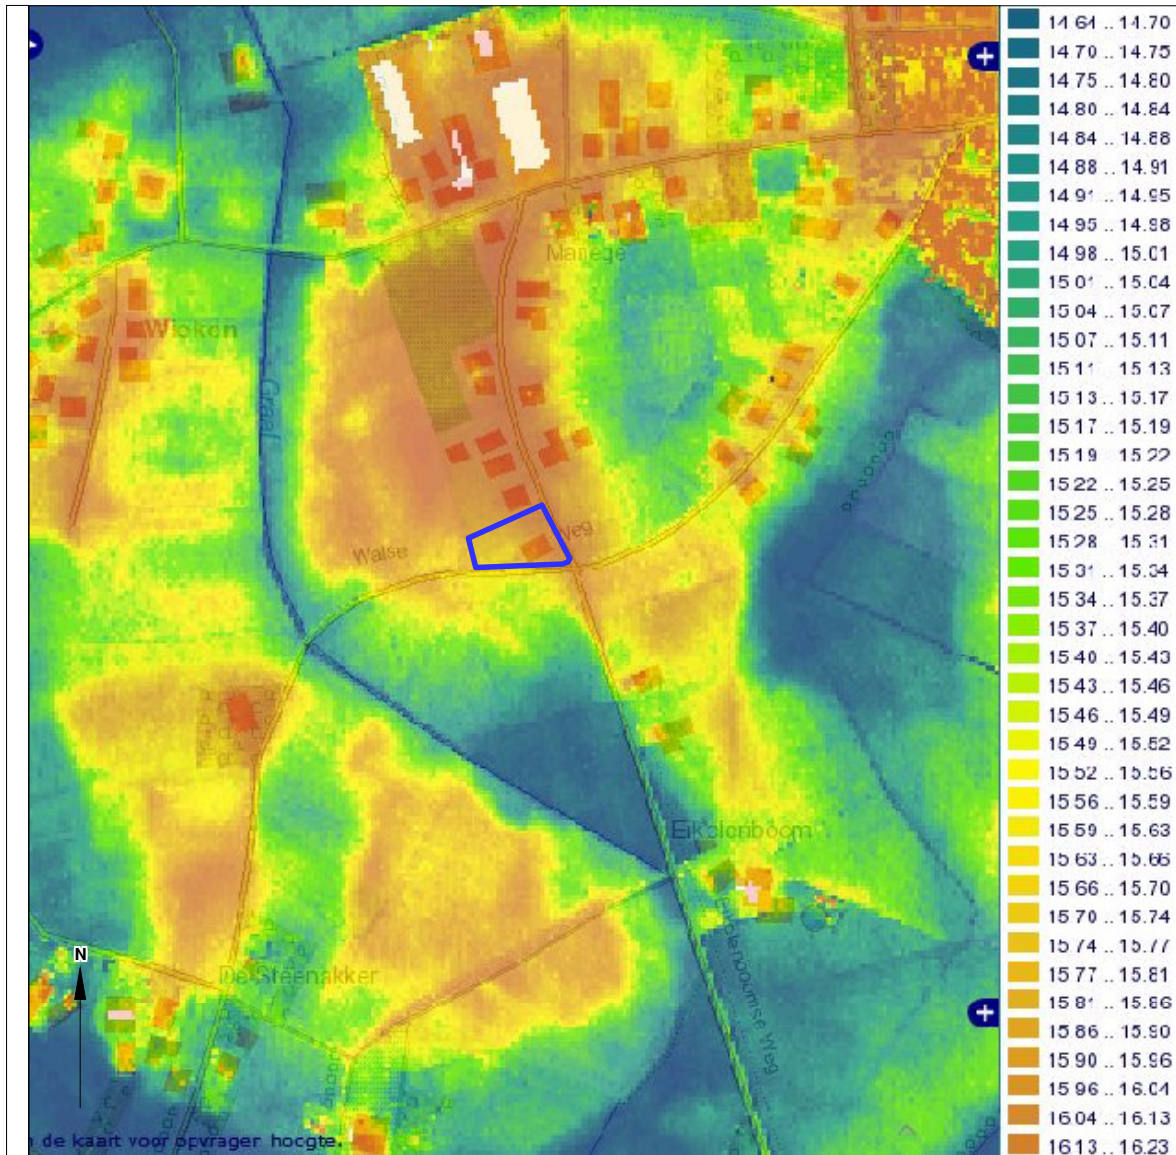 14 64 .. 14.70
14 70 .. 14.75
14 75 .. 14.80
14 80 .. 14.84
14 84 .. 14.88
14 88 .. 14.91
14 91 .. 14.95
14 95 .. 14.98
14 98 .. 15.01
15 01 .. 15.04
15 04 .. 15.07
15 07 .. 15.11
15 11 .. 15.13
15 13 .. 15.17
15 17 .. 15.19
15 19 .. 15.22
15 22 .. 15.25
15 25 .. 15.28
15 28 .. 15.31
15 31 .. 15.34
15 34 .. 15.37
15 37 .. 15.40
15 40 .. 15.43
15 43 .. 15.46
15 46 .. 15.49
15 49 .. 15.52
15 52 .. 15.56
15 56 .. 15.59
15 59 .. 15.63
15 63 .. 15.66
15 66 .. 15.70
15 70 .. 15.74
15 74 .. 15.77
15 77 .. 15.81
15 81 .. 15.86
15 86 .. 15.90
15 90 .. 15.96
15 96 .. 16.04
16 04 .. 16.13
16 13 .. 16.23
Manege
Wieken
Graaf
Walse
Weg
Eikelenboom
De Steenakker
Eikelenboomse Weg
N
de kaart voor opvragen hoogte.